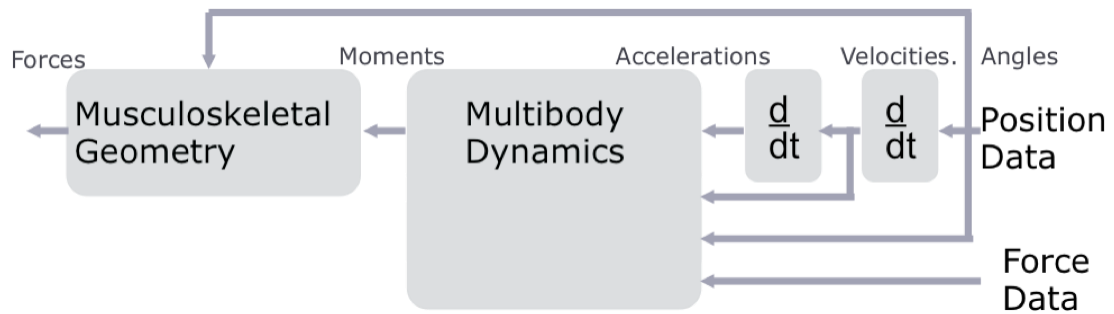 Forces
Moments
Accelerations
Velocities.
Angles
Musculoskeletal
Geometry
Multibody
Dynamics
d
dt
d
dt
Position
Data
Force
Data